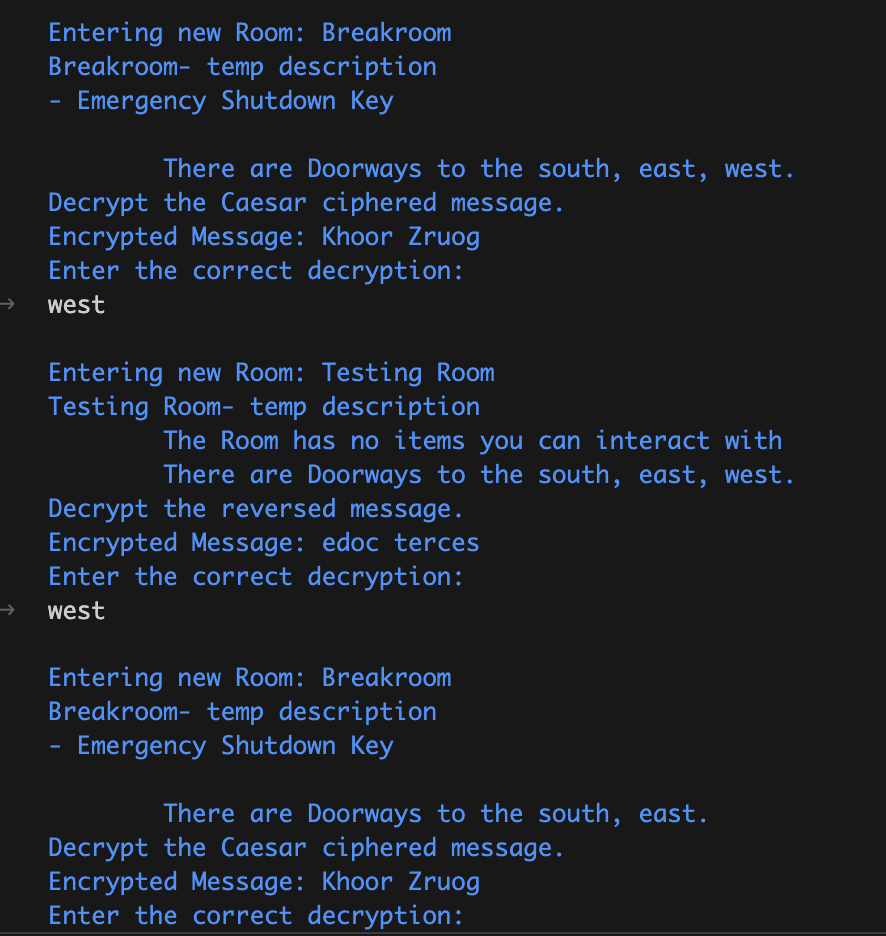 Entering new Room: Breakroom
Breakroom- temp description
- Emergency Shutdown Key
There are Doorways to the south, east, west.
Decrypt the Caesar ciphered message.
Encrypted Message: Khoor Zruog
Enter the correct decryption:
→ west
Entering new Room: Testing Room
Testing Room- temp description
The Room has no items you can interact with
There are Doorways to the south, east, west.
Decrypt the reversed message.
Encrypted Message: edoc terces
Enter the correct decryption:
→ west
Entering new Room: Breakroom
Breakroom- temp description
- Emergency Shutdown Key
There are Doorways to the south, east.
Decrypt the Caesar ciphered message.
Encrypted Message: Khoor Zruog
Enter the correct decryption: